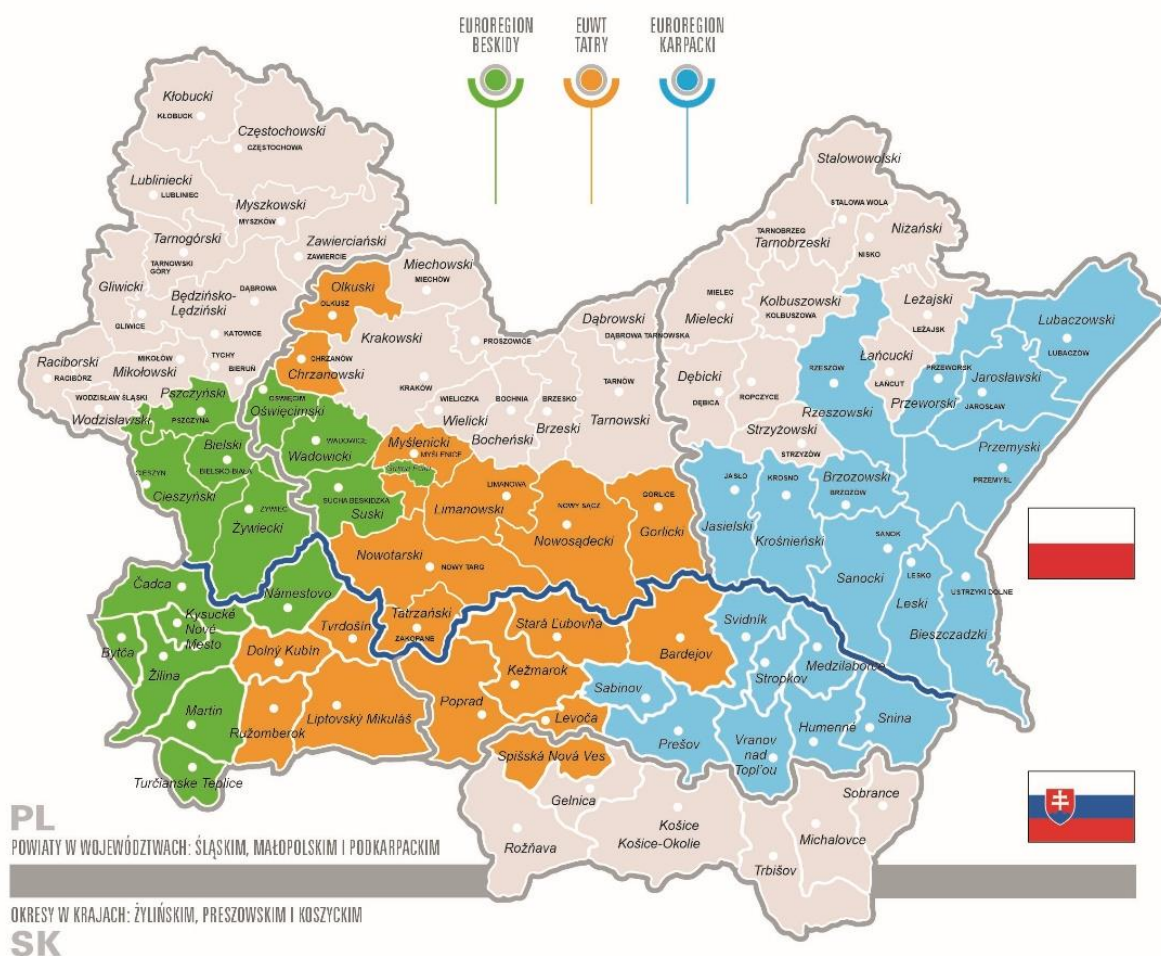 EUROREGION
BESKIDY
EUWT
TATRY
EUROREGION
KARPACKI
Kłobucki
KŁOBUCK
Częstochowski
CZĘSTOCHOWA
Lubliniecki
LUBLINIEC
Myszkowski
MYSZKÓW
Tarnogórski
TARNOWSKI
GÓRY
Zawierciański
ZAWIERCIE
Gliwicki
GLIWICE
Będzińsko-
Lędziński
DĄBROWA
KATOWICE
Raciborski
RACIBÓRZ
MIKOŁÓW
Mikołowski
TYCHY
BIERUŃ
WODZISŁAW ŚLĄSKI
Wodzisławski
Pszczyński
PSZCZYNA
Bielski
BIELSKO-BIAŁA
CIESZYN
Cieszyński
ŻYWIEC
Żywiecki
Miechowski
MIECHÓW
Olkuski
OLKUSZ
Krakowski
KRAKÓW
PROSZOWICE
Dąbrowski
DĄBROWA TARNOWSKA
CHRZANÓW
Chrzanowski
OŚWIĘCIM
Oświęcimski
WADOWICE
Wadowicki
WIELICZKA
Wielicki
BOCHNIA
Bocheński
BRZESKO
Brzeski
TARNÓW
Tarnowski
Myślenicki
MYŚLENICE
SUCHA BESKIDZKA
Suski
LIMANOWA
Limanowski
NOWY SĄCZ
Nowosądecki
GORLICE
Gorlicki
Nowotarski
NOWY TARG
Tatrzański
ZAKOPANE
Stalowowolski
STALOWA WOLA
TARNOBRZEG
Tarnobrzeski
Niżański
NISKO
MIELEC
Mielecki
Kolbuszowski
KOLBUSZOWA
Leżajski
LEŻAJSK
Lubaczowski
LUBACZÓW
Dębicki
DĘBICA
ROPCZYCE
RZESZÓW
Rzeszowski
Łańcucki
ŁAŃCUT
PRZEWORSK
Przeworski
Jarosławski
JAROSŁAW
Strzyżowski
STRZYŻÓW
Przemyski
PRZEMYŚL
JASŁO
Jasielski
KROSNO
Krośnieński
Brzozowski
BRZOZÓW
SANOK
Sanocki
LESKO
Leski
USTRZYKI DOLNE
Bieszczadzki
Čadca
Kysucké
Nové
Mesto
Námestovo
Bytča
Žilina
Tvrdošín
Dolný Kubín
Martin
Ružomberok
Liptovský Mikuláš
Turčianske Teplice
Stará Ľubovňa
Kežmarok
Poprad
Levoča
Bardejov
Svidník
Stropkov
Medzilaborce
Sabinov
Prešov
Vranov
nad
Topľou
Humenné
Snina
Spišská Nová Ves
Gelnica
Rožňava
Košice
Košice-Okolie
Trbišov
Michalovce
Sobrance
PL
POWIATY W WOJEWÓDZTWACH: ŚLĄSKIM, MAŁOPOLSKIM I PODKARPACKIM
OKRESY W KRAJACH: ŻYLIŃSKIM, PRESZOWSKIM I KOSZYCKIM
SK